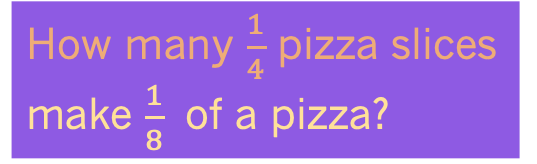 How many 1/4 pizza slices
make 1/8 of a pizza?